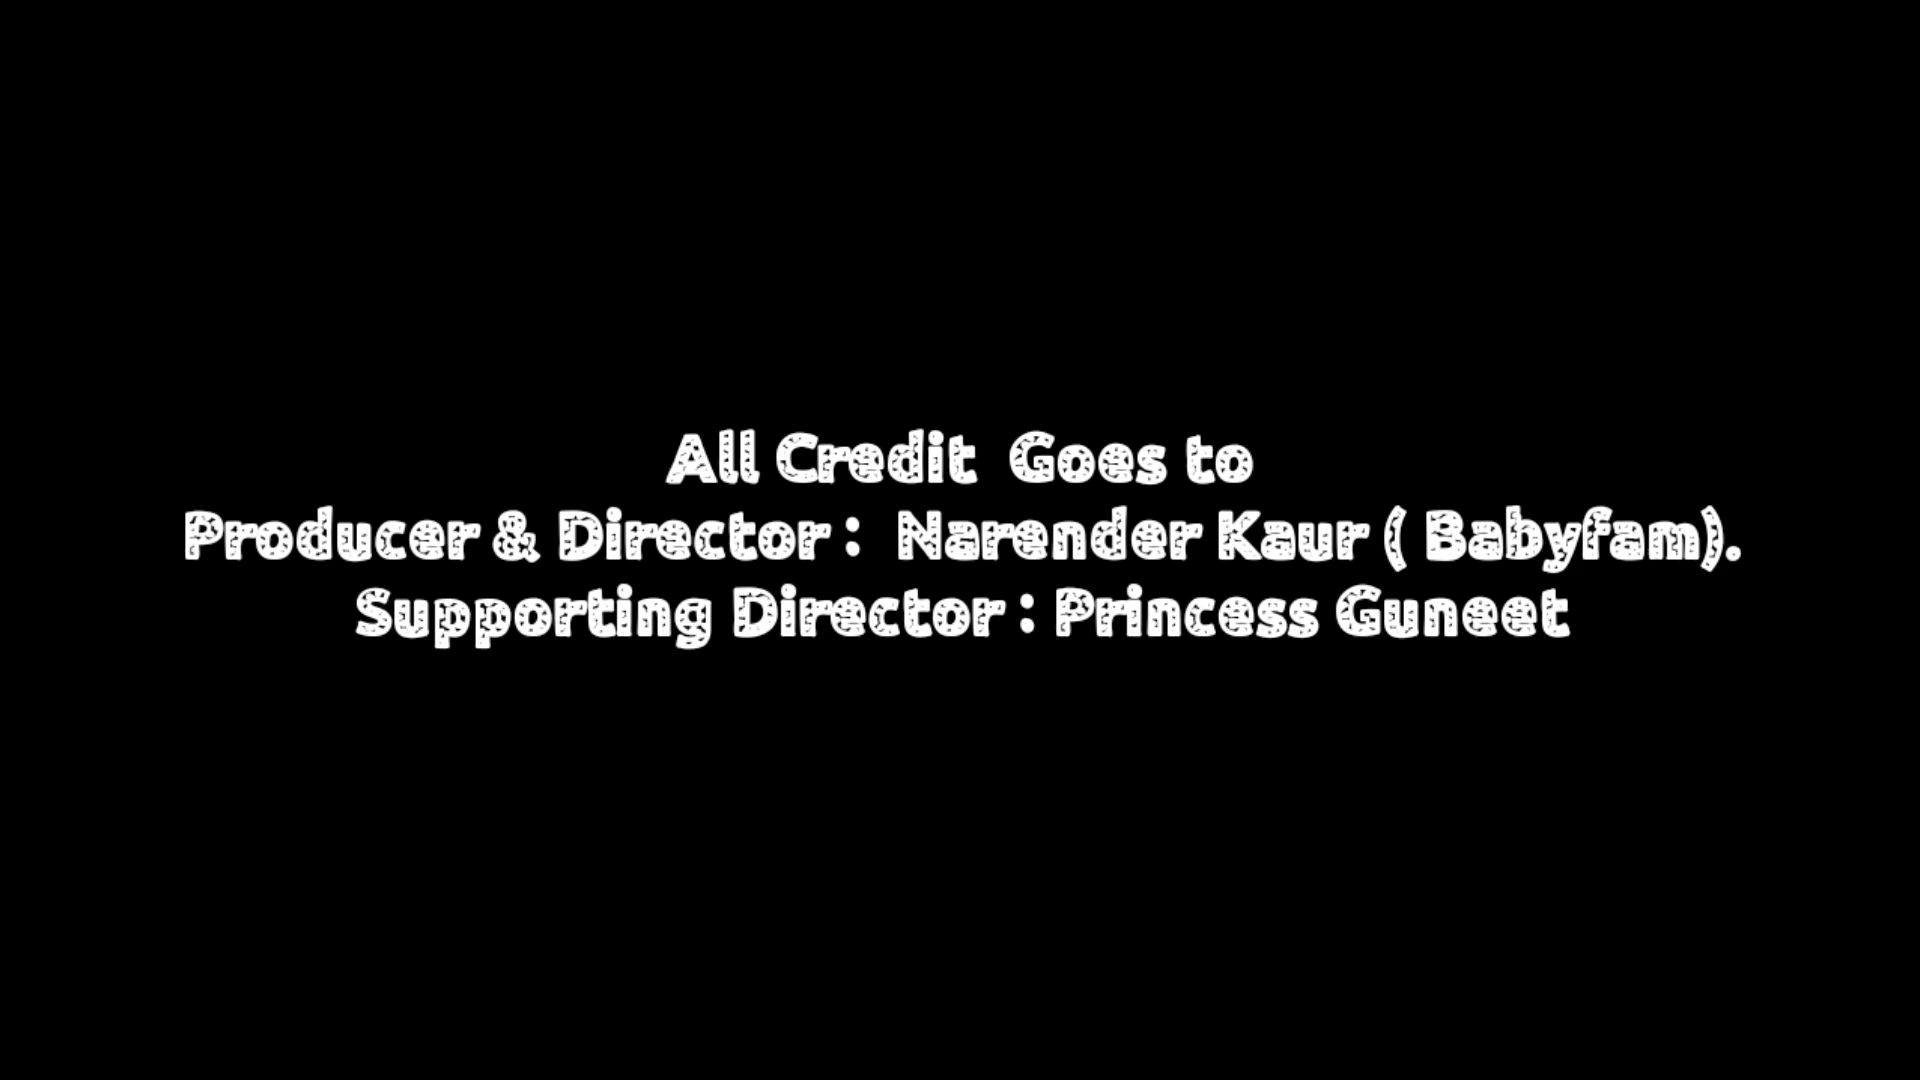 All Credit  Goes to
Producer & Director :  Narender Kaur ( Babyfam).
Supporting Director : Princess Guneet